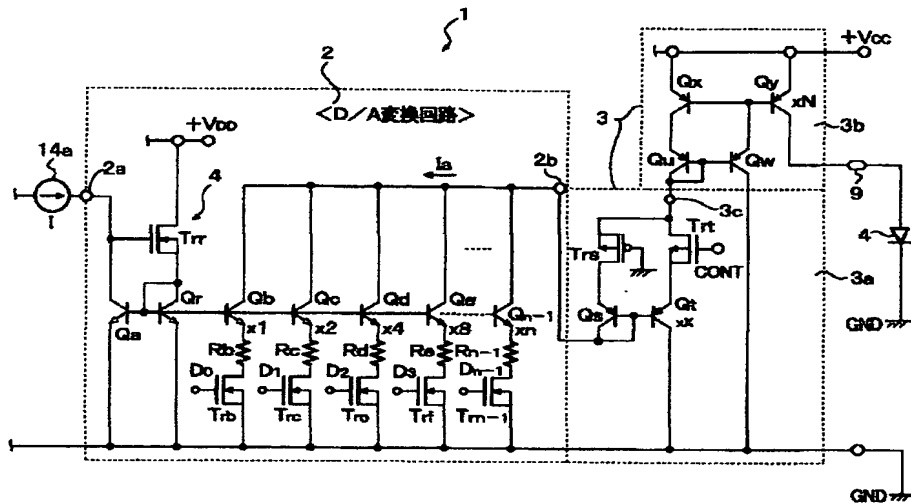 1
2
<D/A変換回路>
+VDD
14a
2a
I
4
Trr
Qa
Qr
Ia
2b
Qb
Qc
Qd
Qe
Qn-1
x1
x2
x4
x8
xn
Rb
Rc
Rd
Re
Rn-1
D0
D1
D2
D3
Dn-1
Trb
Trc
Trf
Trn-1
+VCC
3
Qx
Qy
xN
3b
Qu
Qw
9
3c
Trs
Trt
CONT
4
3a
Qs
Qt
xx
GND
GND